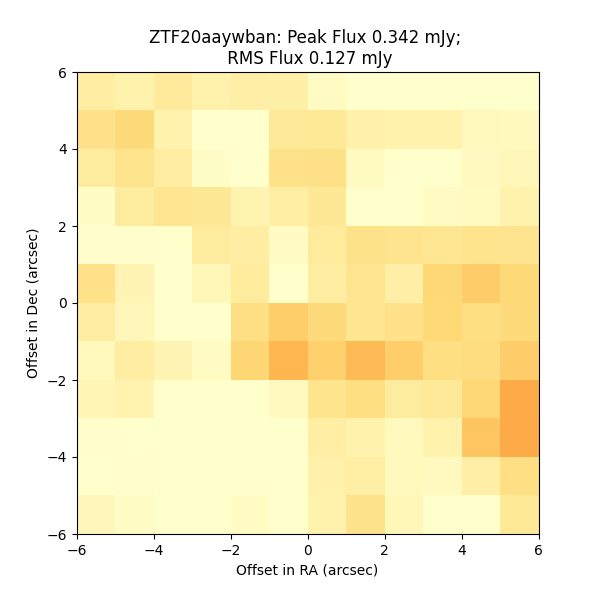 ZTF20aaywban: Peak Flux 0.342 mJy;
RMS Flux 0.127 mJy
6
4
2
0
−2
−4
−6
Offset in Dec (arcsec)
−6 −4 −2 0 2 4 6
Offset in RA (arcsec)